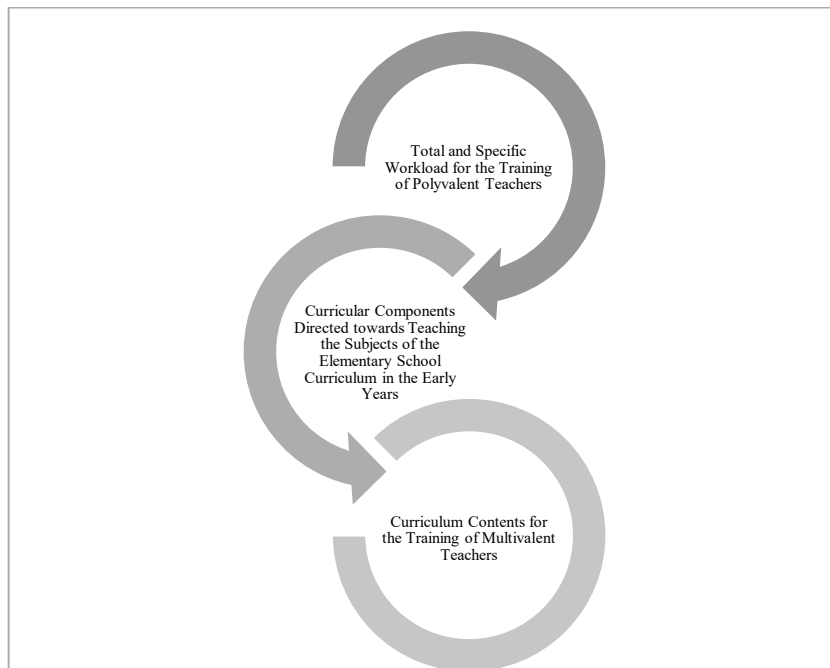 Total and Specific
Workload for the Training
of Polyvalent Teachers
Curricular Components
Directed towards Teaching
the Subjects of the
Elementary School
Curriculum in the Early
Years
Curriculum Contents for
the Training of Multivalent
Teachers